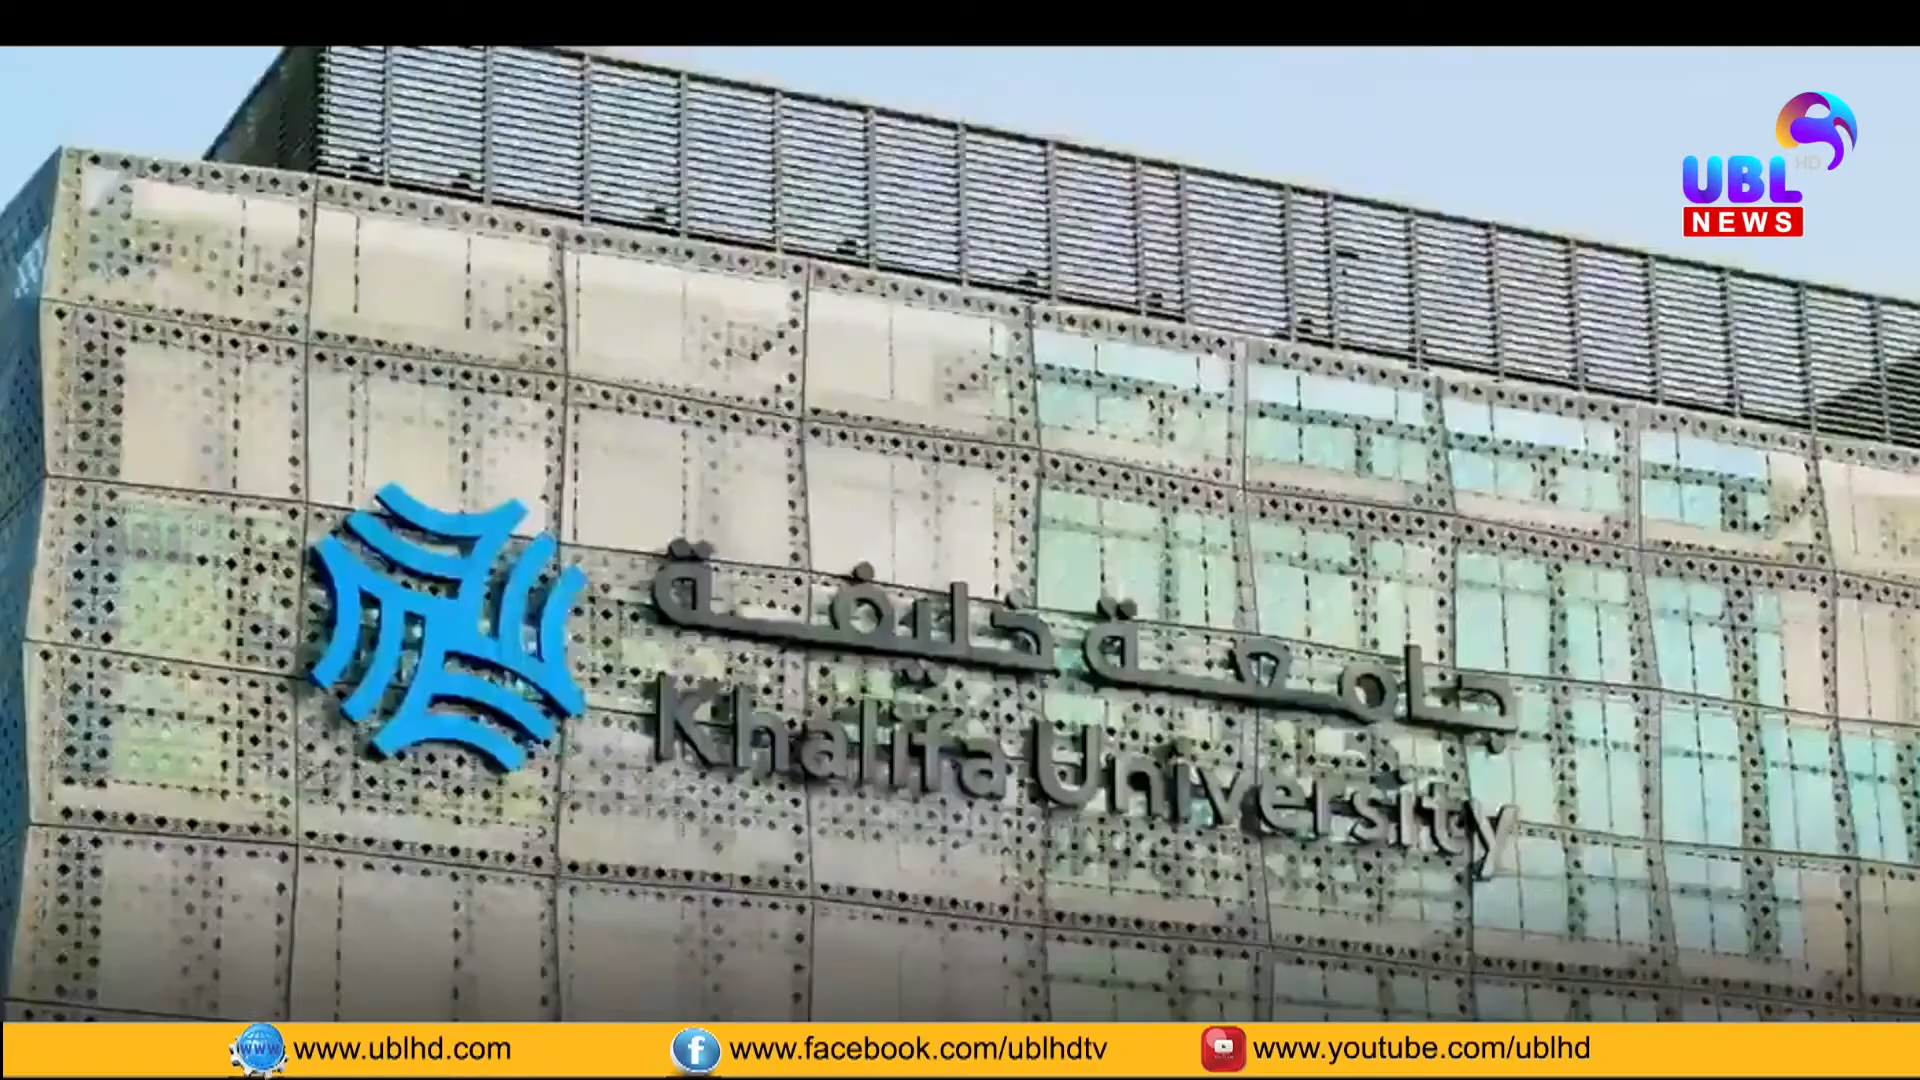 HD
UBL
NEWS
جامعة خليفة
Khalifa University
www.ublhd.com
www.facebook.com/ublhdtv
www.youtube.com/ublhd